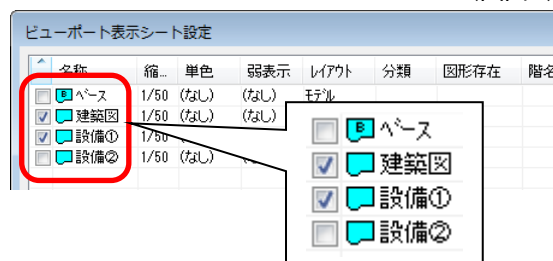 ビューポート表示シート設定
名称 縮... 単色 弱表示 レイアウト 分類 図形存在 階名
B ベース 1/50 (なし) (なし) モデル
建築図 1/50 (なし) (なし)
設備① 1/50
設備② 1/50 (なし)
B ベース
建築図
設備①
設備②